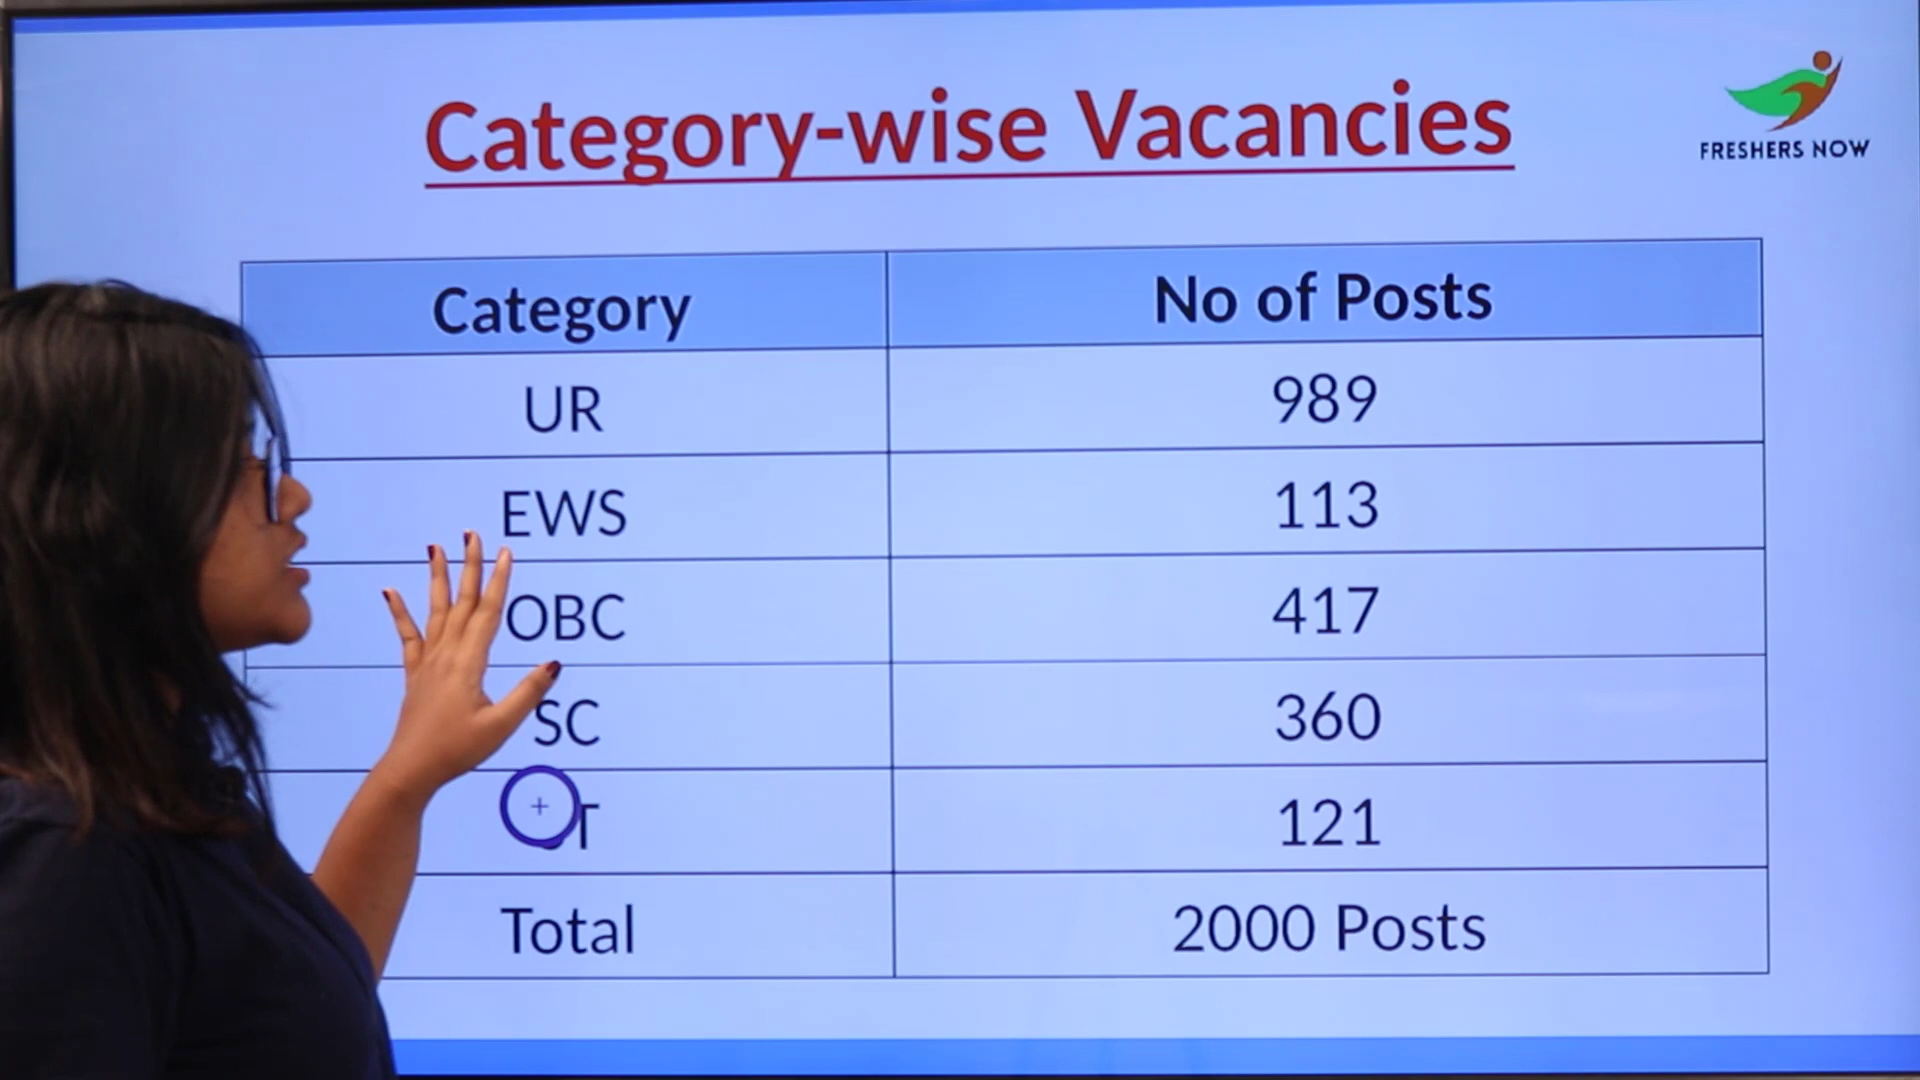 Category-wise Vacancies
FRESHERS NOW
Category No of Posts
UR 989
EWS 113
OBC 417
SC 360
T 121
Total 2000 Posts